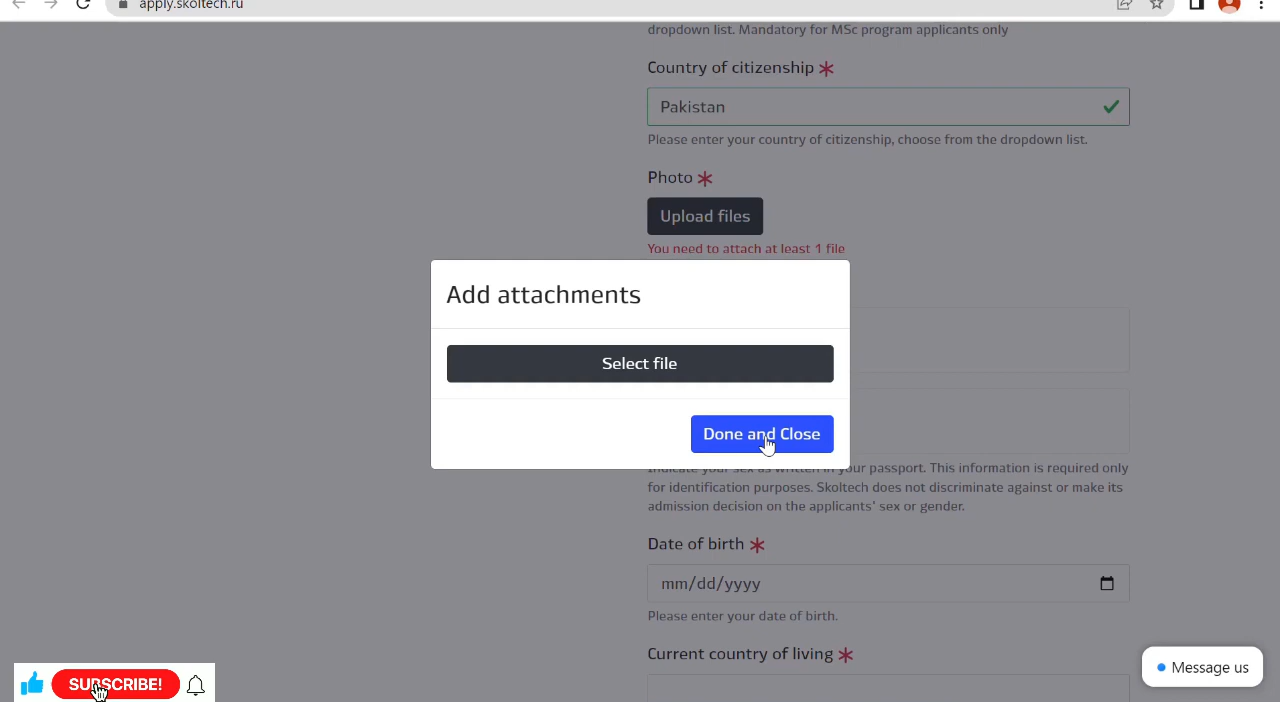 apply.skoltech.ru
dropdown list. Mandatory for MSc program applicants only
Country of citizenship *
Pakistan
Please enter your country of citizenship, choose from the dropdown list.
Photo *
Upload files
You need to attach at least 1 file
Add attachments
Select file
Done and Close
Indicate your sex as written in your passport. This information is required only
for identification purposes. Skoltech does not discriminate against or make its
admission decision on the applicants' sex or gender.
Date of birth *
mm/dd/yyyy
Please enter your date of birth.
Current country of living *
Message us
SUBSCRIBE!